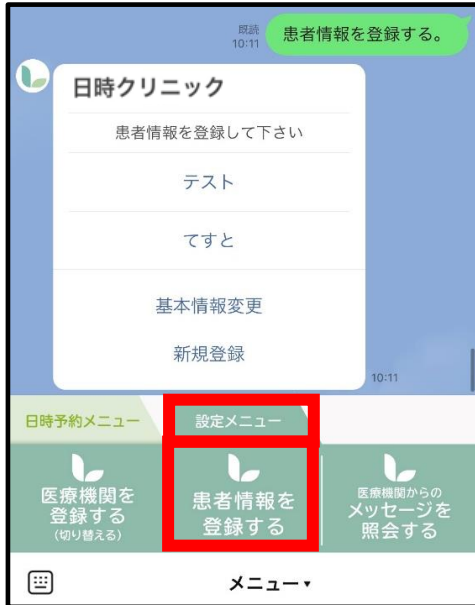 既読
10:11
患者情報を登録する。
日時クリニック
患者情報を登録して下さい
テスト
てすと
基本情報変更
新規登録
10:11
日時予約メニュー
設定メニュー
医療機関を
登録する
(切り替える)
患者情報を
登録する
医療機関からの
メッセージを
照会する
メニュー▾